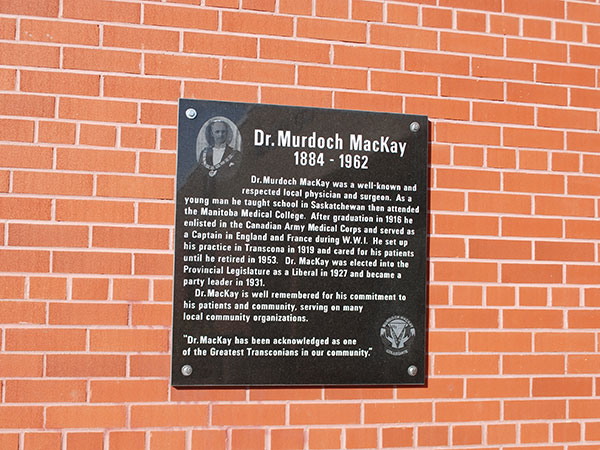 Dr. Murdoch MacKay
1884 - 1962
Dr. Murdoch MacKay was a well-known and
respected local physician and surgeon. As a
young man he taught school in Saskatchewan then attended
the Manitoba Medical College. After graduation in 1916 he
enlisted in the Canadian Army Medical Corps and served as
a Captain in England and France during W.W.I. He set up
his practice in Transcona in 1919 and cared for his patients
until he retired in 1953. Dr. MacKay was elected into the
Provincial Legislature as a Liberal in 1927 and became a
party leader in 1931.
Dr. MacKay is well remembered for his commitment to
his patients and community, serving on many
local community organizations.
"Dr. MacKay has been acknowledged as one
of the Greatest Transconians in our community."